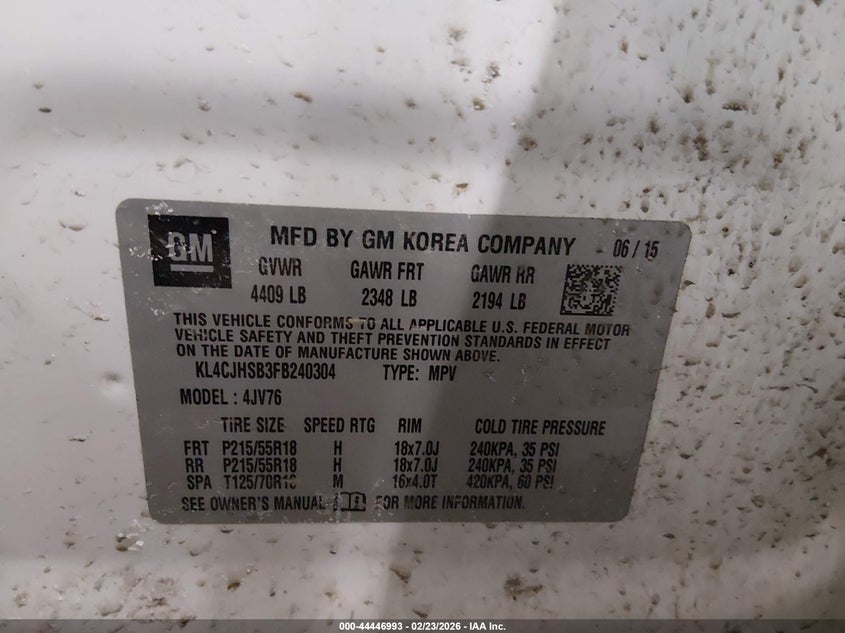 GM
MFD BY GM KOREA COMPANY 06 / 15
GVWR GAWR FRT GAWR RR
4409 LB 2348 LB 2194 LB
THIS VEHICLE CONFORMS TO ALL APPLICABLE U.S. FEDERAL MOTOR
VEHICLE SAFETY AND THEFT PREVENTION STANDARDS IN EFFECT
ON THE DATE OF MANUFACTURE SHOWN ABOVE.
KL4CJHSB3FB240304 TYPE: MPV
MODEL : 4JV76
TIRE SIZE SPEED RTG RIM COLD TIRE PRESSURE
FRT P215/55R18 H 18x7.0J 240KPA, 35 PSI
RR P215/55R18 H 18x7.0J 240KPA, 35 PSI
SPA T125/70R16 M 16x4.0T 420KPA, 60 PSI
SEE OWNER'S MANUAL FOR MORE INFORMATION.
000-44446993 - 02/23/2026 - IAA Inc.